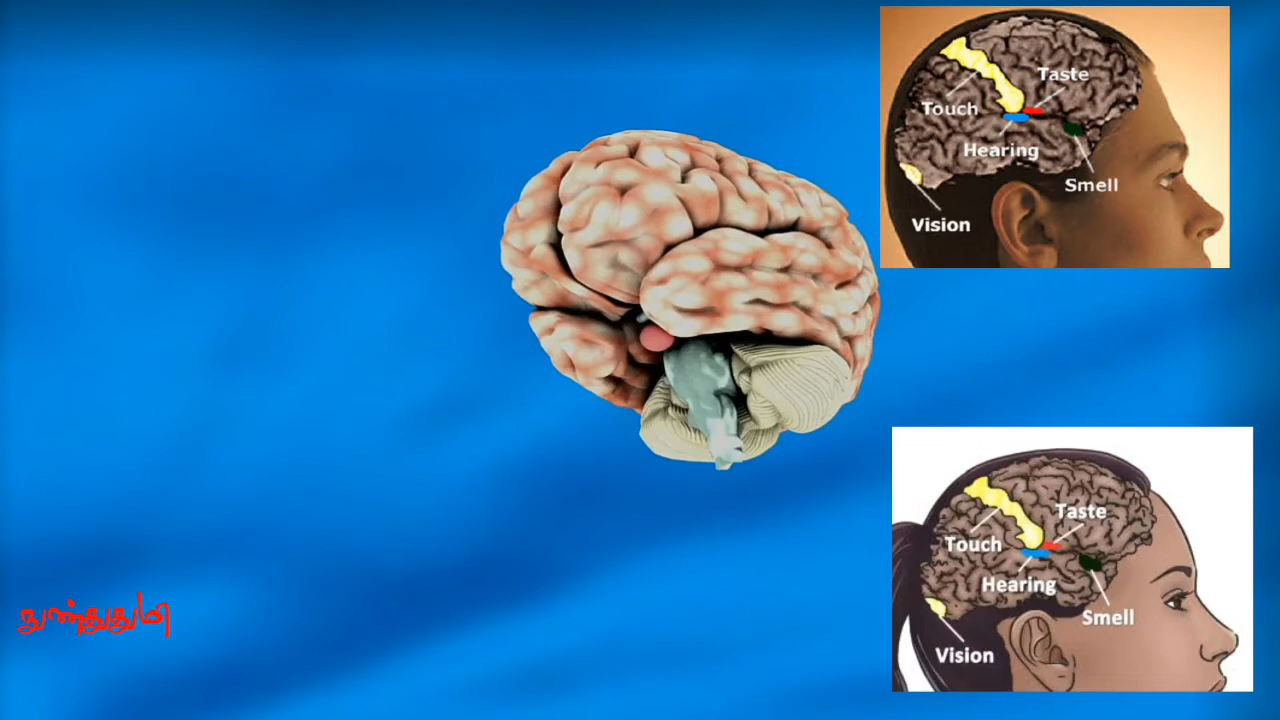 Taste
Touch
Hearing
Smell
Vision
Taste
Touch
Hearing
Smell
Vision